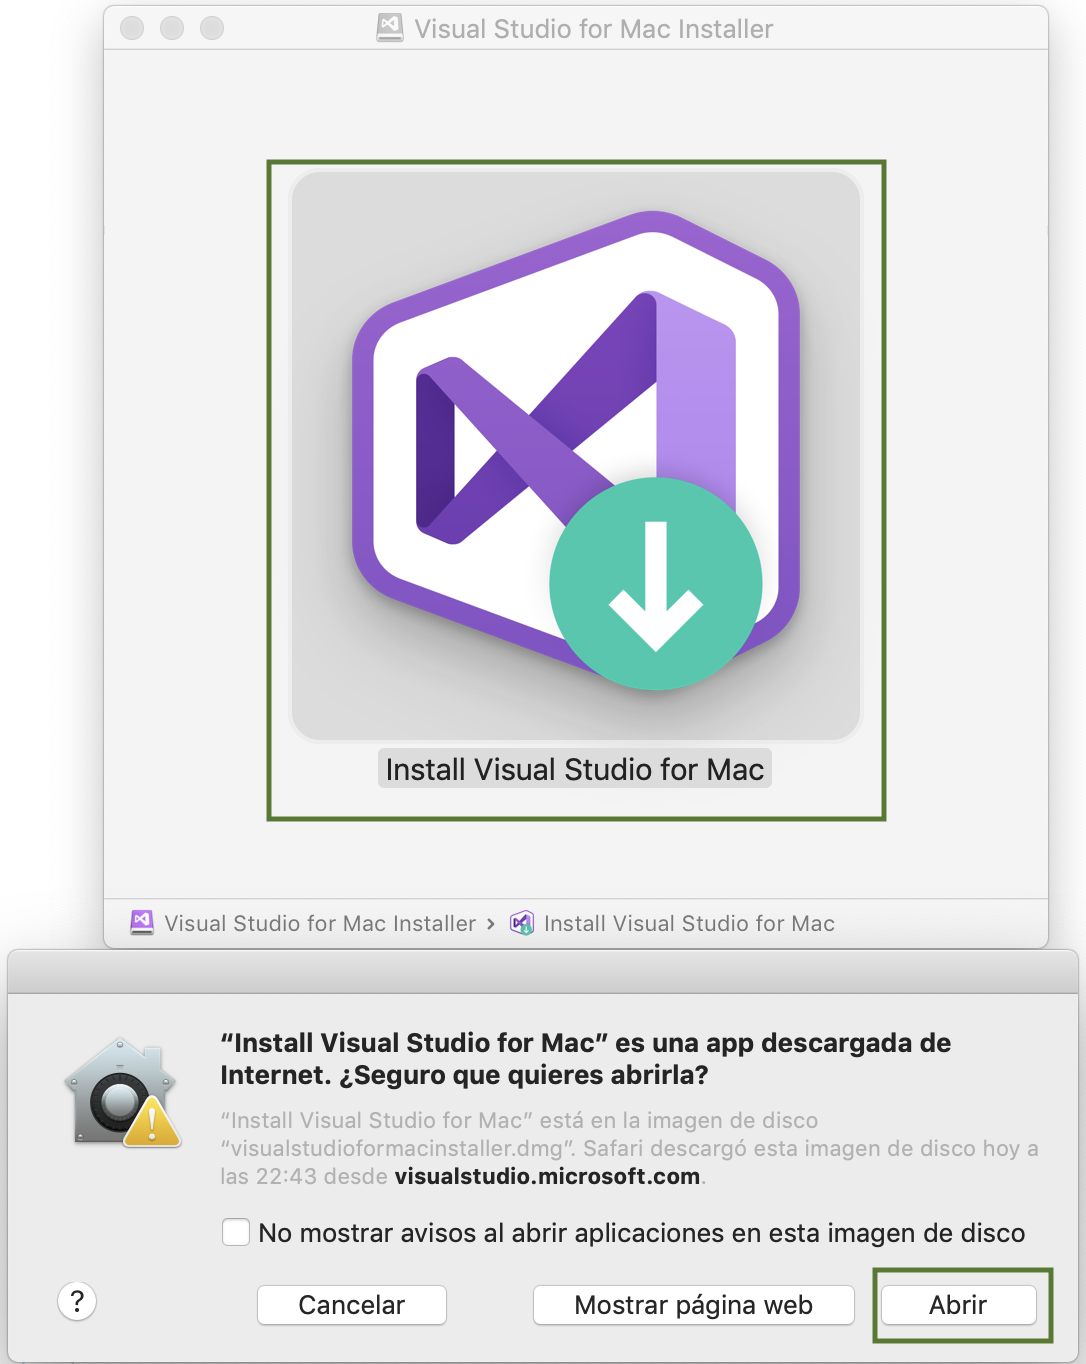 Visual Studio for Mac Installer
Install Visual Studio for Mac
Visual Studio for Mac Installer › Install Visual Studio for Mac
“Install Visual Studio for Mac” es una app descargada de
Internet. ¿Seguro que quieres abrirla?
“Install Visual Studio for Mac” está en la imagen de disco
“visualstudioformacinstaller.dmg”. Safari descargó esta imagen de disco hoy a
las 22:43 desde visualstudio.microsoft.com.
No mostrar avisos al abrir aplicaciones en esta imagen de disco
? Cancelar Mostrar página web Abrir